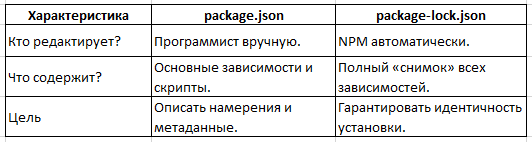 Характеристика package.json package-lock.json
Кто редактирует? Программист вручную. NPM автоматически.
Что содержит? Основные зависимости и скрипты. Полный «снимок» всех зависимостей.
Цель Описать намерения и метаданные. Гарантировать идентичность установки.